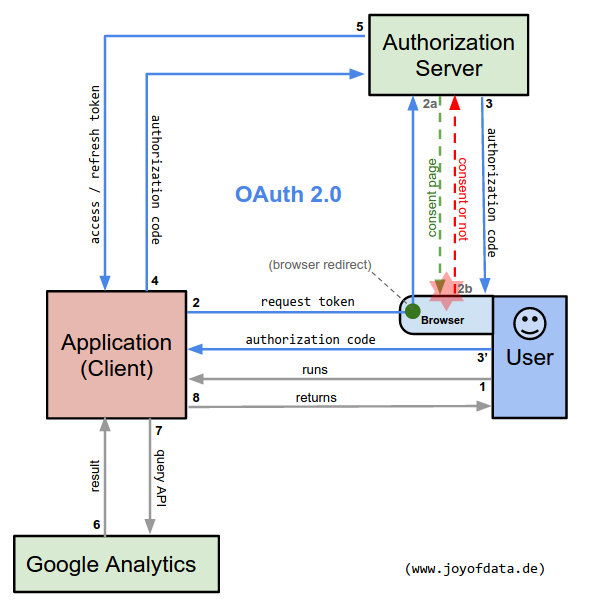 5
Authorization
Server
2a
3
access / refresh token
authorization code
consent page
consent or not
authorization code
OAuth 2.0
(browser redirect)
4
2b
2
request token
Browser
Application
(Client)
authorization code
User
3’
runs
1
8
returns
7
result
query API
6
Google Analytics
(www.joyofdata.de)